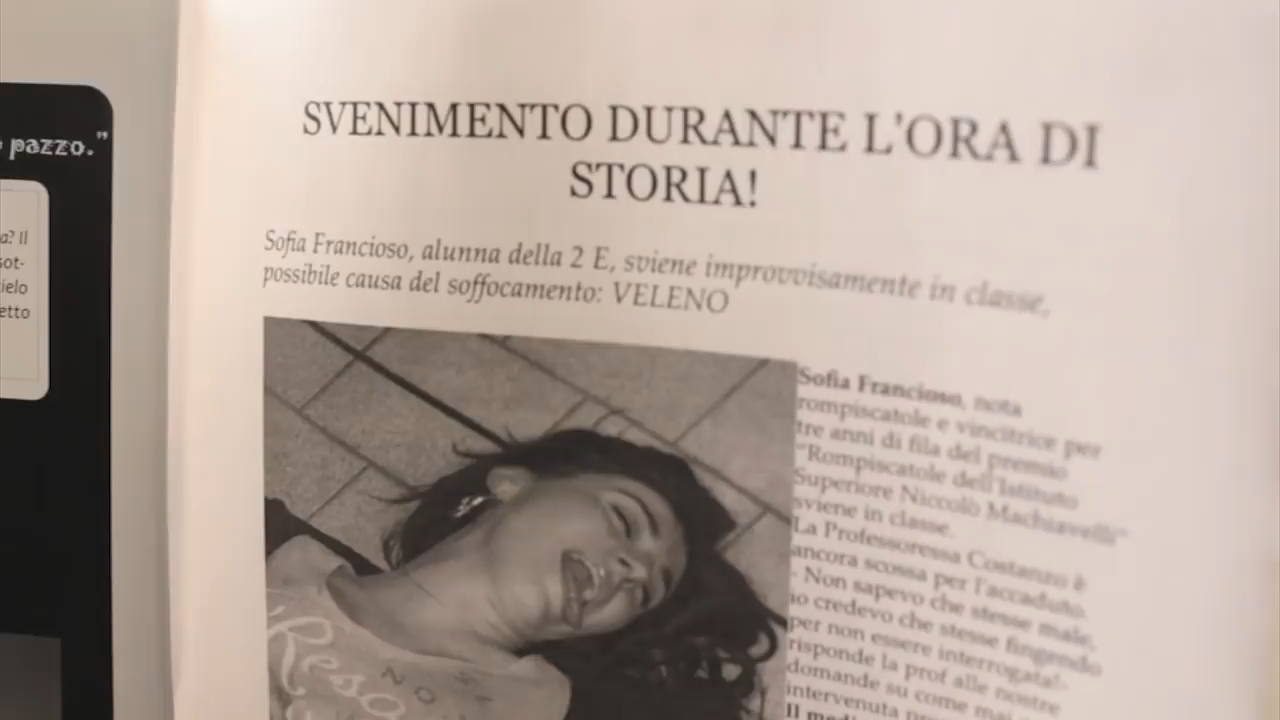 pazzo.”
a? Il
sot-
ielo
etto
SVENIMENTO DURANTE L'ORA DI
STORIA!
Sofia Francioso, alunna della 2 E, sviene improvvisamente in classe,
possibile causa del soffocamento: VELENO
Sofia Francioso, nota
rompiscatole e vincitrice per
tre anni di fila del premio
"Rompiscatole dell'Istituto
Superiore Niccolò Machiavelli"
sviene in classe.
La Professoressa Costanzo è
ancora scossa per l'accaduto.
- Non sapevo che stesse male,
io credevo che stesse fingendo
per non essere interrogata!-
risponde la prof alle nostre
domande su come mai
intervenuta
Il
Reso